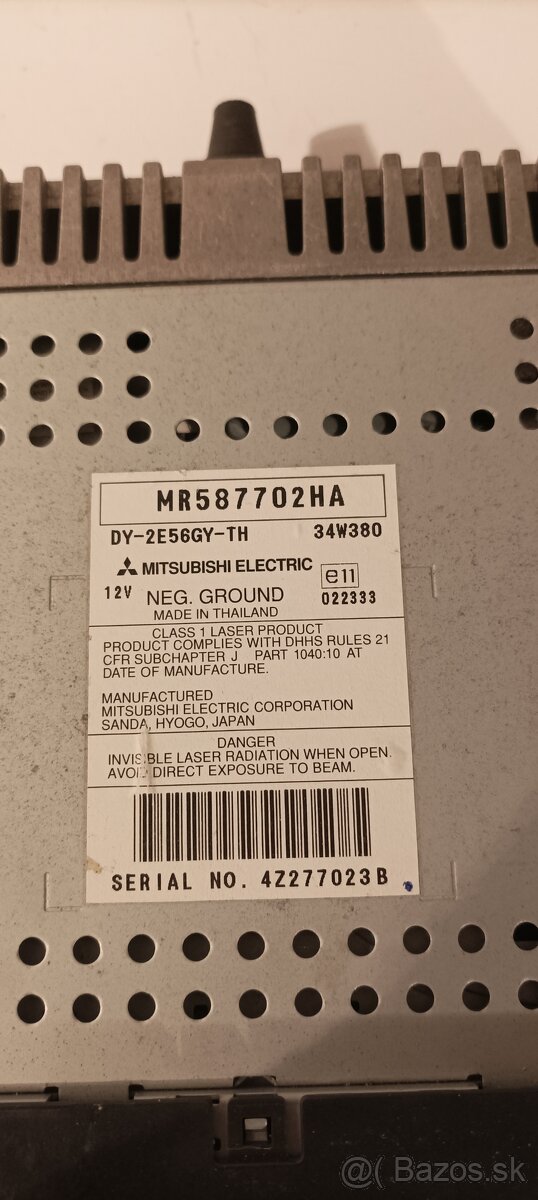 MR587702HA
DY-2E56GY-TH 34W380
MITSUBISHI ELECTRIC e11
12V NEG. GROUND 022333
MADE IN THAILAND
CLASS 1 LASER PRODUCT
PRODUCT COMPLIES WITH DHHS RULES 21
CFR SUBCHAPTER J PART 1040:10 AT
DATE OF MANUFACTURE.
MANUFACTURED
MITSUBISHI ELECTRIC CORPORATION
SANDA, HYOGO, JAPAN
DANGER
INVISIBLE LASER RADIATION WHEN OPEN.
AVOID DIRECT EXPOSURE TO BEAM.
SERIAL NO. 4Z277023B
@Bazos.sk